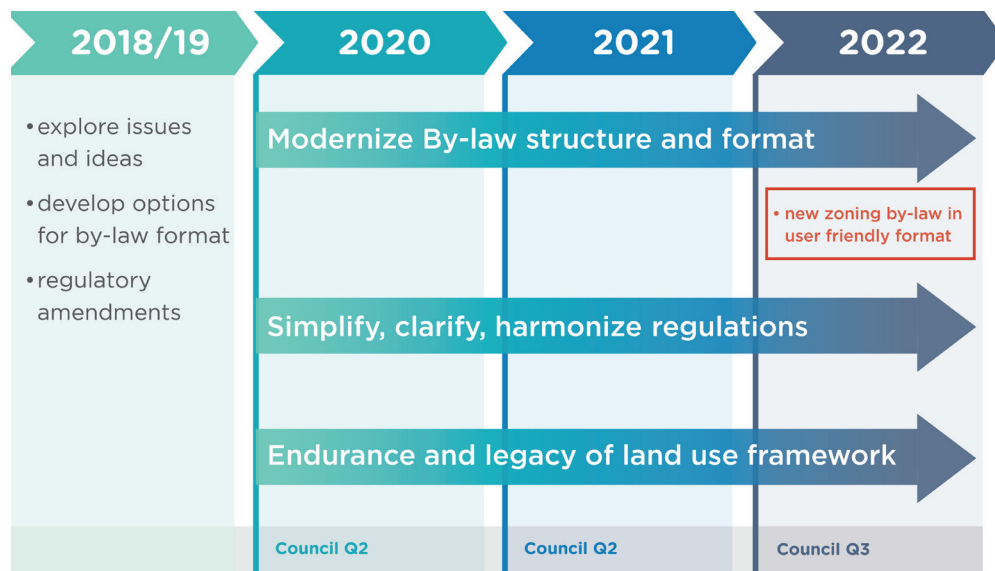 2018/19
2020
2021
2022
• explore issues
and ideas
• develop options
for by-law format
• regulatory
amendments
Modernize By-law structure and format
• new zoning by-law in
user friendly format
Simplify, clarify, harmonize regulations
Endurance and legacy of land use framework
Council Q2
Council Q2
Council Q3